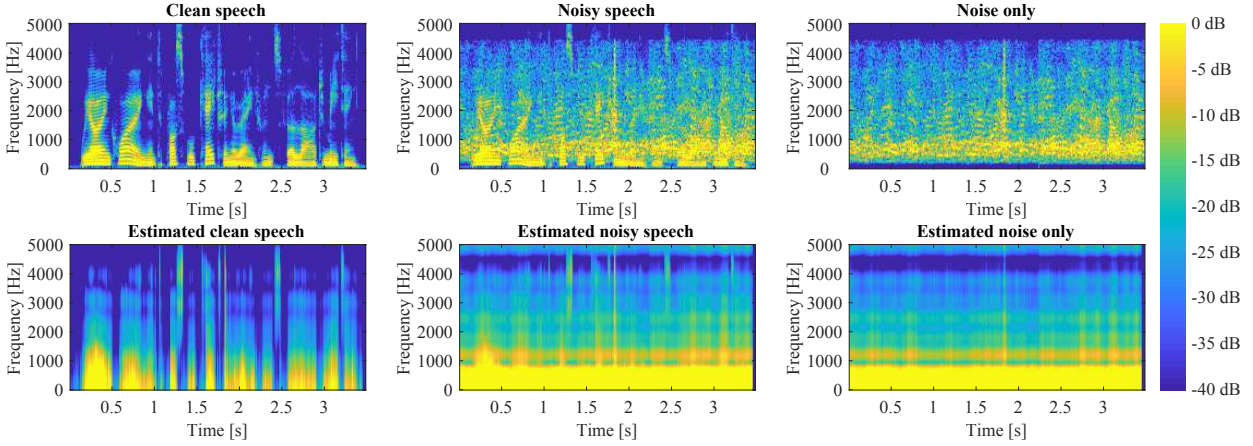 Clean speech
Frequency [Hz]
5000
4000
3000
2000
1000
0
0.5 1 1.5 2 2.5 3
Time [s]
Noisy speech
Frequency [Hz]
5000
4000
3000
2000
1000
0
0.5 1 1.5 2 2.5 3
Time [s]
Noise only
Frequency [Hz]
5000
4000
3000
2000
1000
0
0.5 1 1.5 2 2.5 3
Time [s]
Estimated clean speech
Frequency [Hz]
5000
4000
3000
2000
1000
0
0.5 1 1.5 2 2.5 3
Time [s]
Estimated noisy speech
Frequency [Hz]
5000
4000
3000
2000
1000
0
0.5 1 1.5 2 2.5 3
Time [s]
Estimated noise only
Frequency [Hz]
5000
4000
3000
2000
1000
0
0.5 1 1.5 2 2.5 3
Time [s]
0 dB
-5 dB
-10 dB
-15 dB
-20 dB
-25 dB
-30 dB
-35 dB
-40 dB